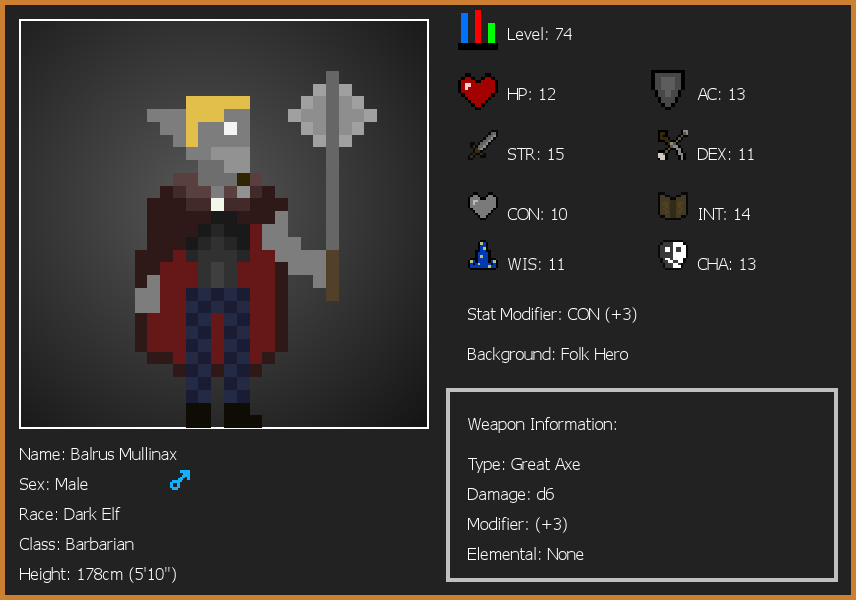 Level: 74
HP: 12
AC: 13
STR: 15
DEX: 11
CON: 10
INT: 14
WIS: 11
CHA: 13
Stat Modifier: CON (+3)
Background: Folk Hero
Weapon Information:
Type: Great Axe
Damage: d6
Modifier: (+3)
Elemental: None
Name: Balrus Mullinax
Sex: Male
Race: Dark Elf
Class: Barbarian
Height: 178cm (5'10")